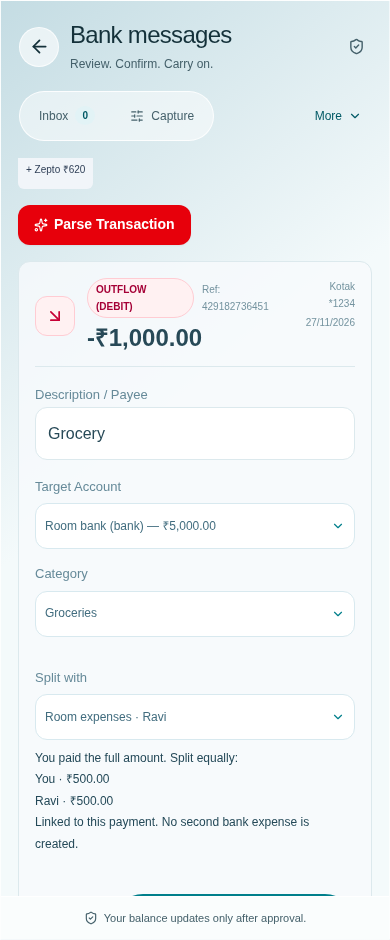 Bank messages
Review. Confirm. Carry on.
Inbox 0 Capture More
+ Zepto ₹620
Parse Transaction
OUTFLOW (DEBIT)
Ref: 429182736451
Kotak *1234
27/11/2026
-₹1,000.00
Description / Payee
Grocery
Target Account
Room bank (bank) — ₹5,000.00
Category
Groceries
Split with
Room expenses · Ravi
You paid the full amount. Split equally:
You · ₹500.00
Ravi · ₹500.00
Linked to this payment. No second bank expense is
created.
Your balance updates only after approval.